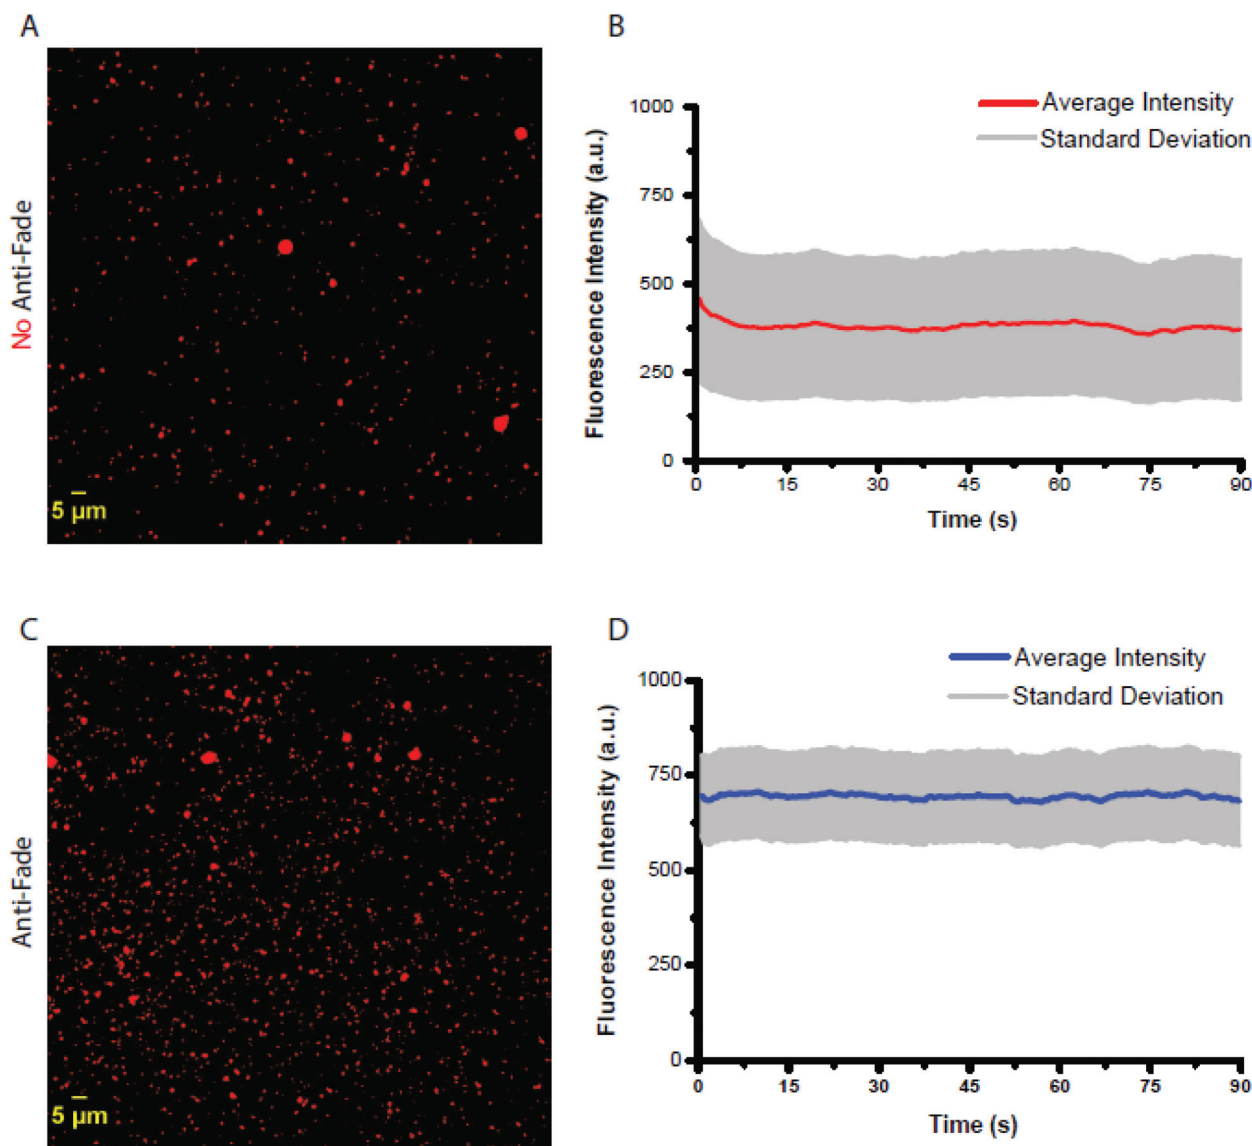 A
No Anti-Fade
5 µm
B
Average Intensity
Standard Deviation
Fluorescence Intensity (a.u.)
1000
750
500
250
0
0 15 30 45 60 75 90
Time (s)
C
Anti-Fade
5 µm
D
Average Intensity
Standard Deviation
Fluorescence Intensity (a.u.)
1000
750
500
250
0
0 15 30 45 60 75 90
Time (s)